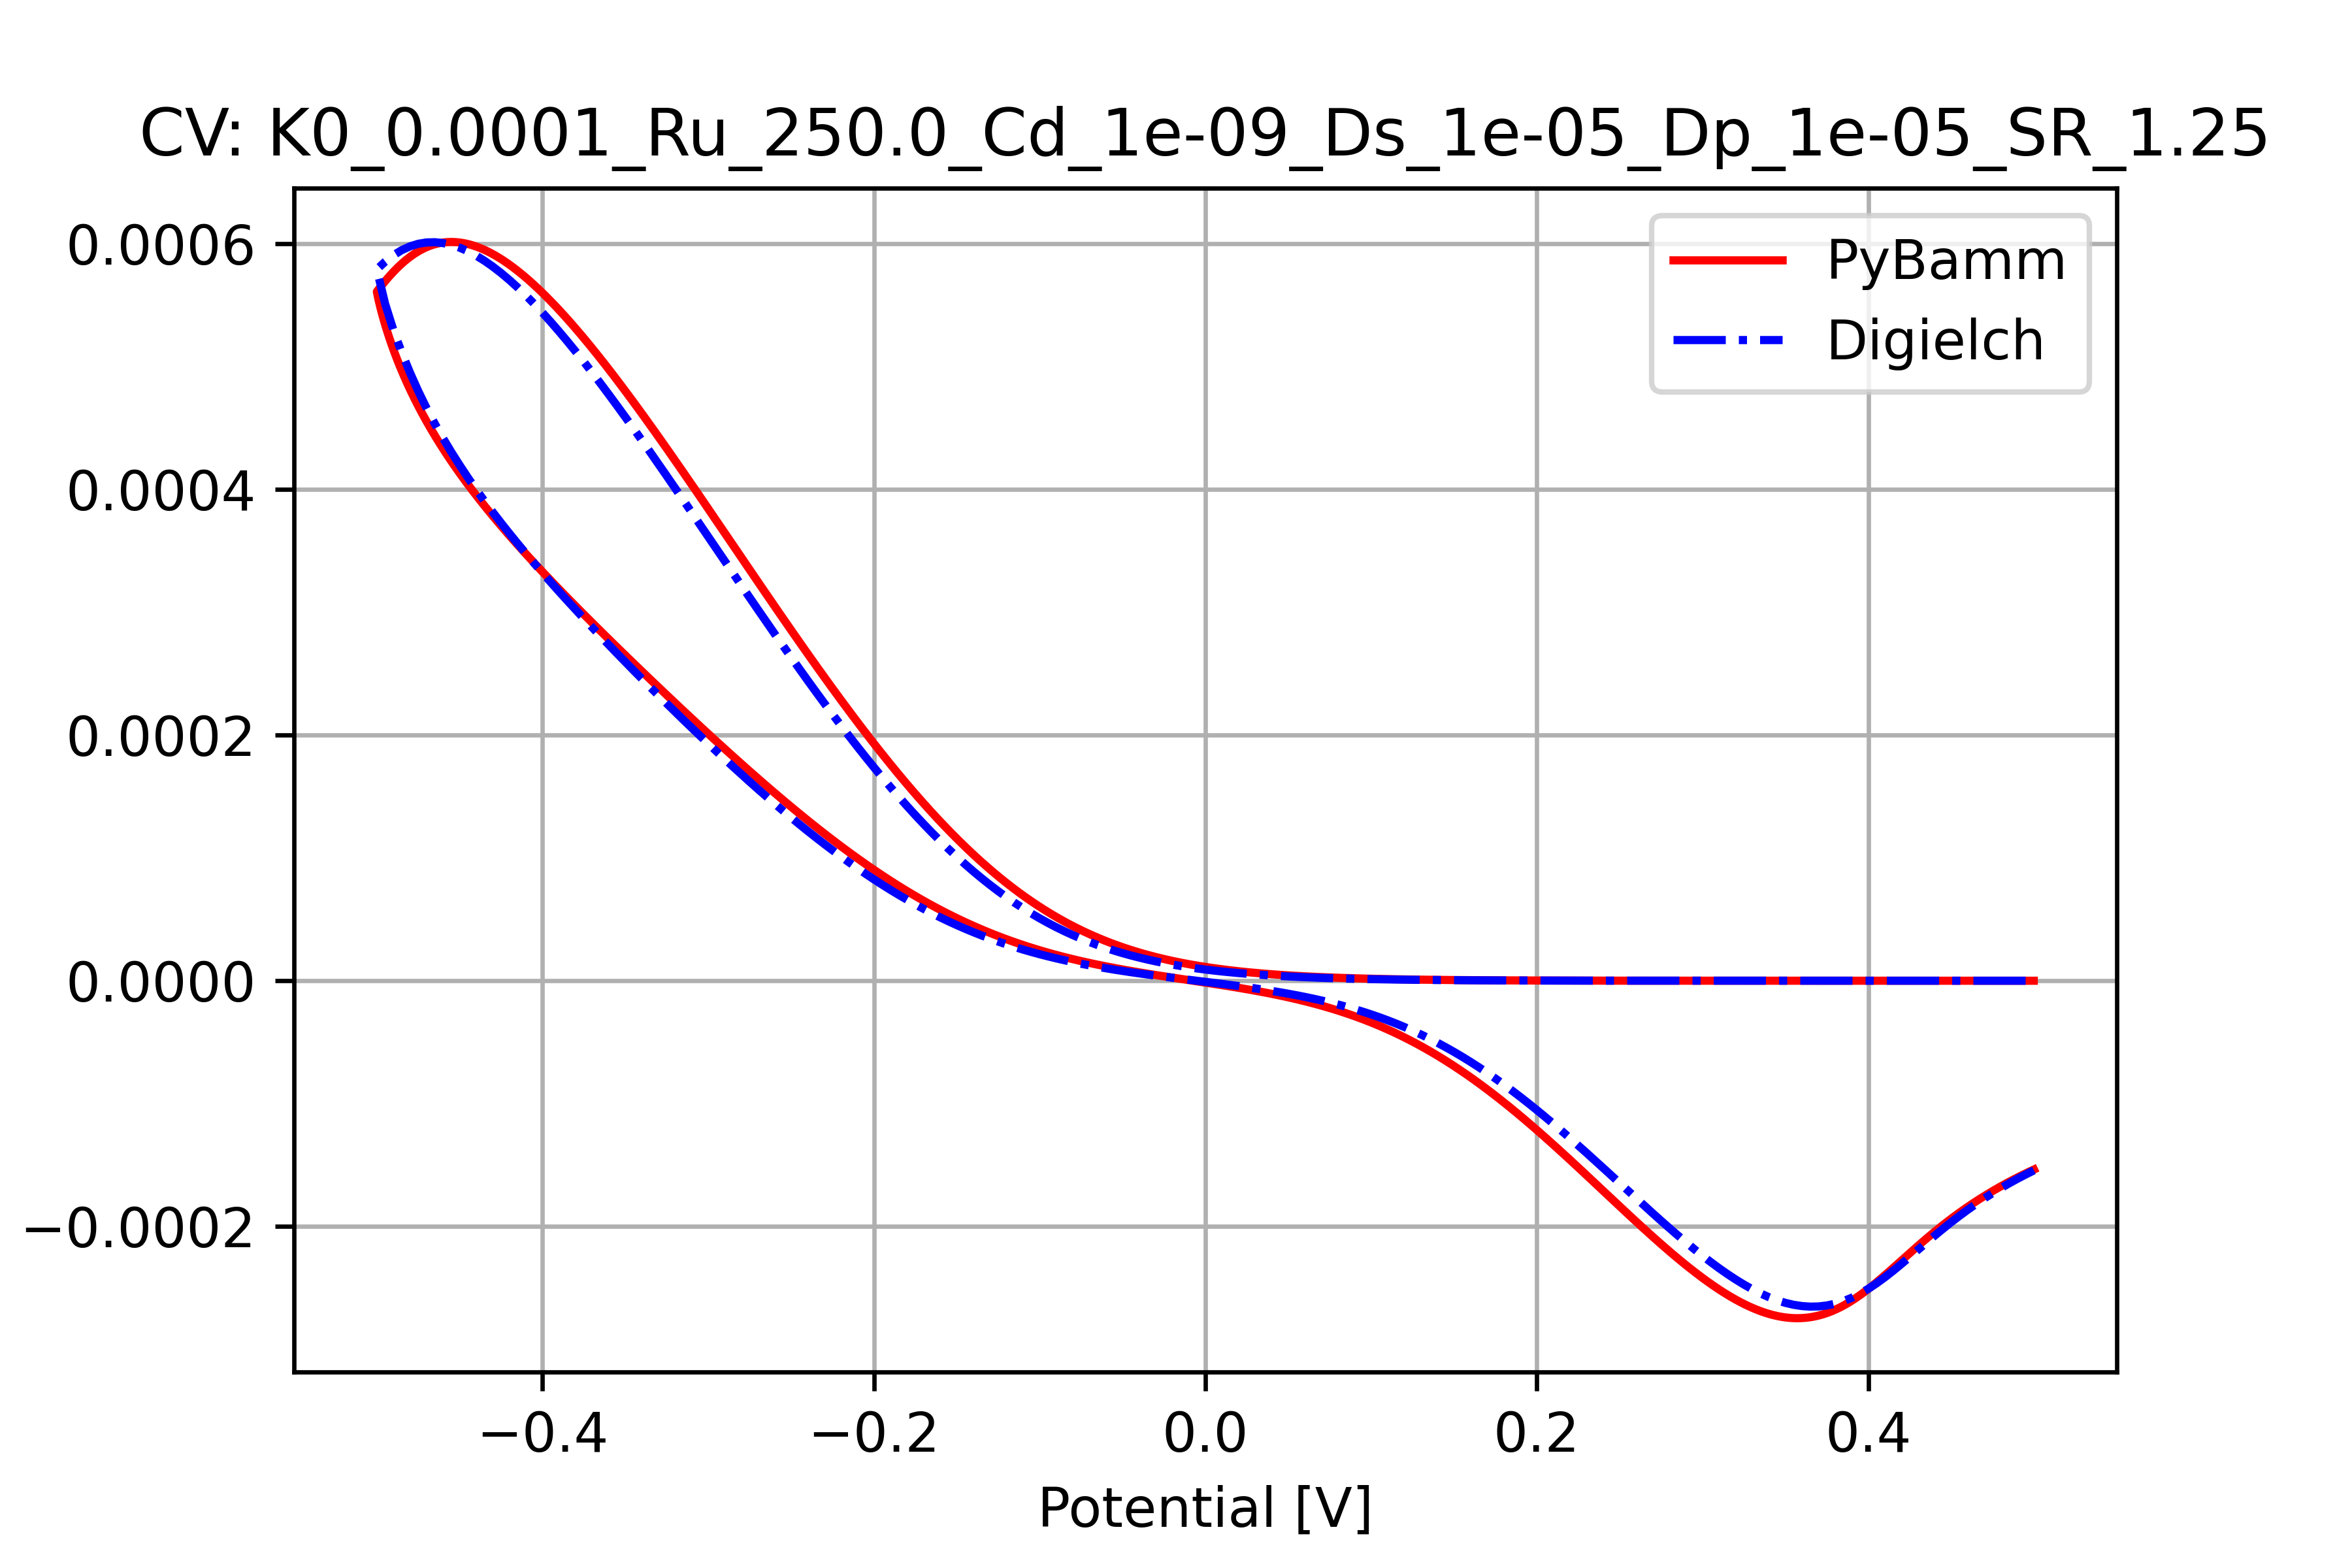 CV: K0_0.0001_Ru_250.0_Cd_1e-09_Ds_1e-05_Dp_1e-05_SR_1.25
PyBamm
Digielch
0.0006
0.0004
0.0002
0.0000
−0.0002
−0.4
−0.2
0.0
0.2
0.4
Potential [V]